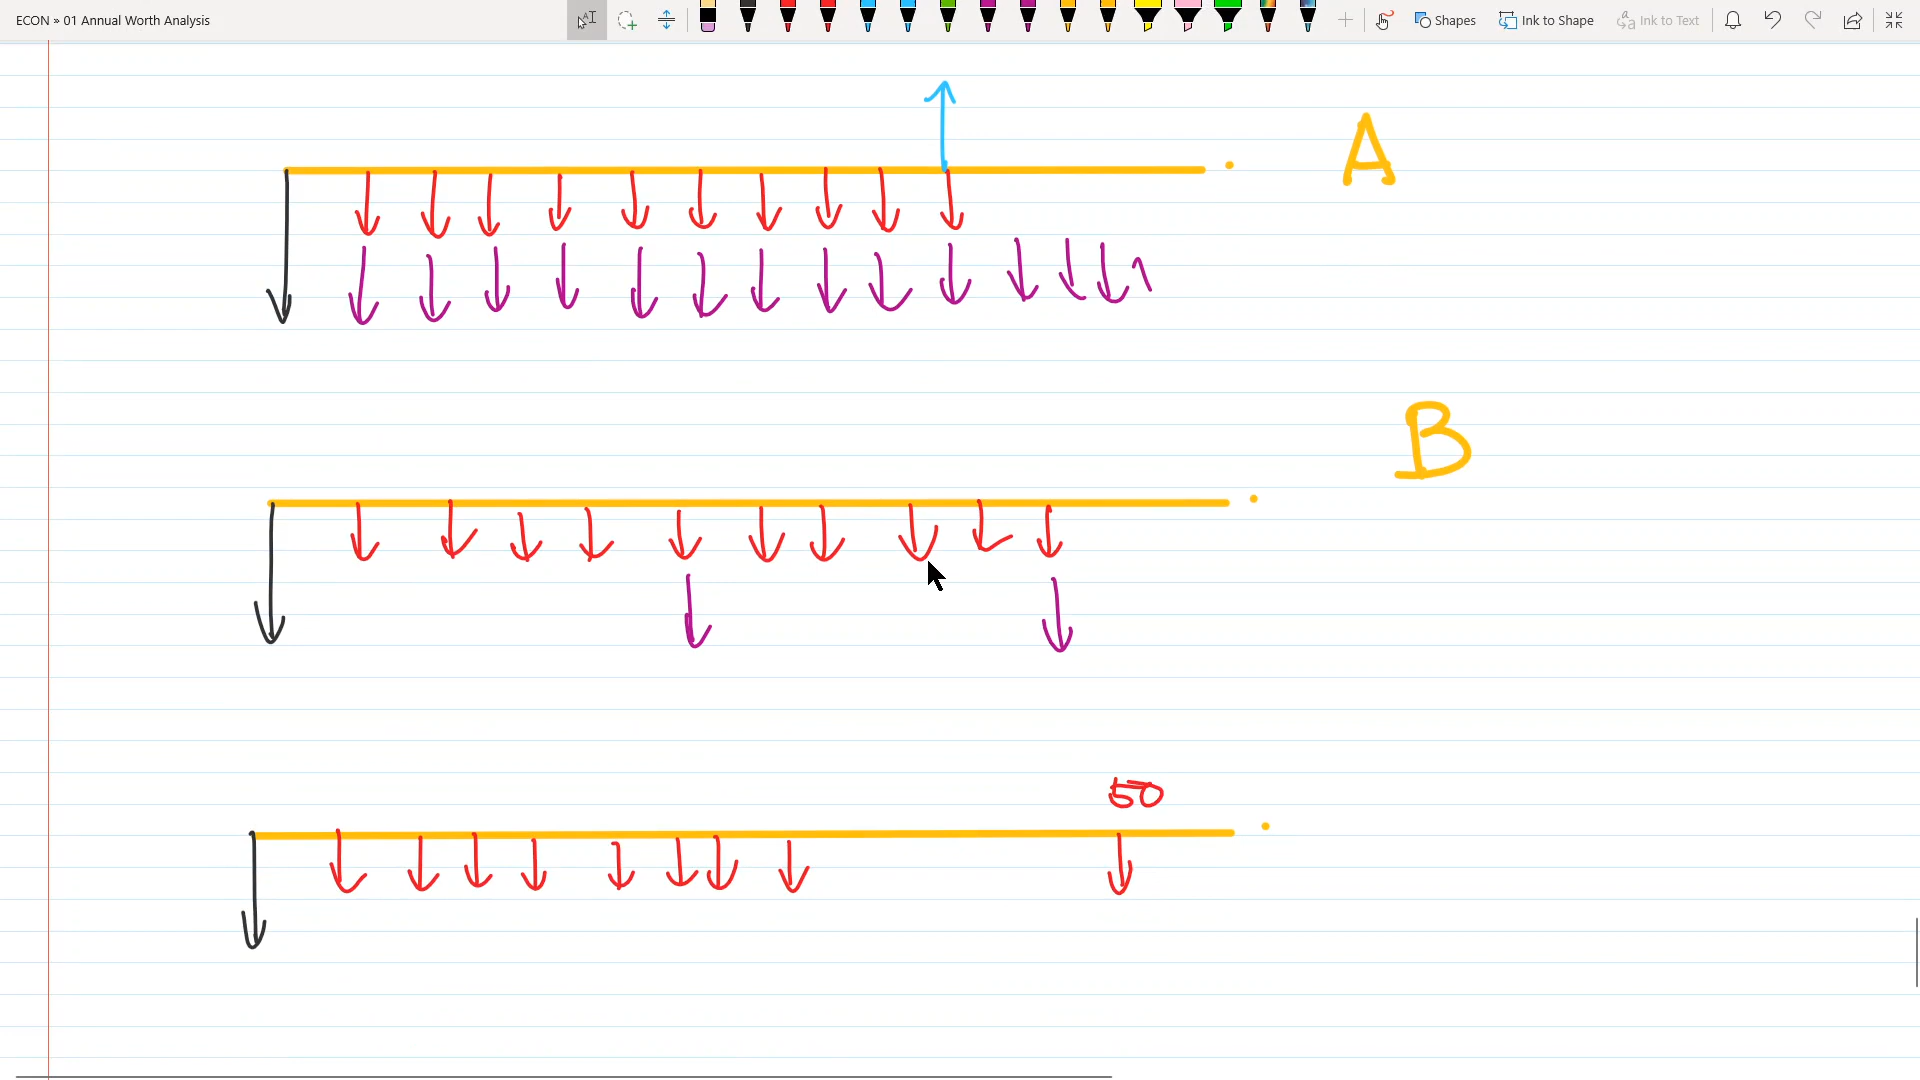 ECON » 01 Annual Worth Analysis
Shapes
Ink to Shape
Ink to Text
A
B
50